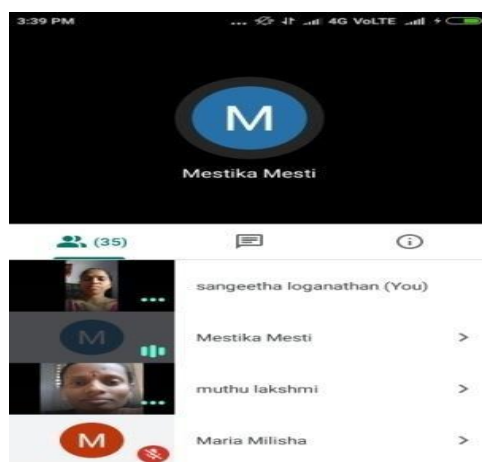 3:39 PM
... 4G VoLTE
M
Mestika Mesti
(35)
sangeetha loganathan (You)
M
Mestika Mesti
muthu lakshmi
M
Maria Milisha